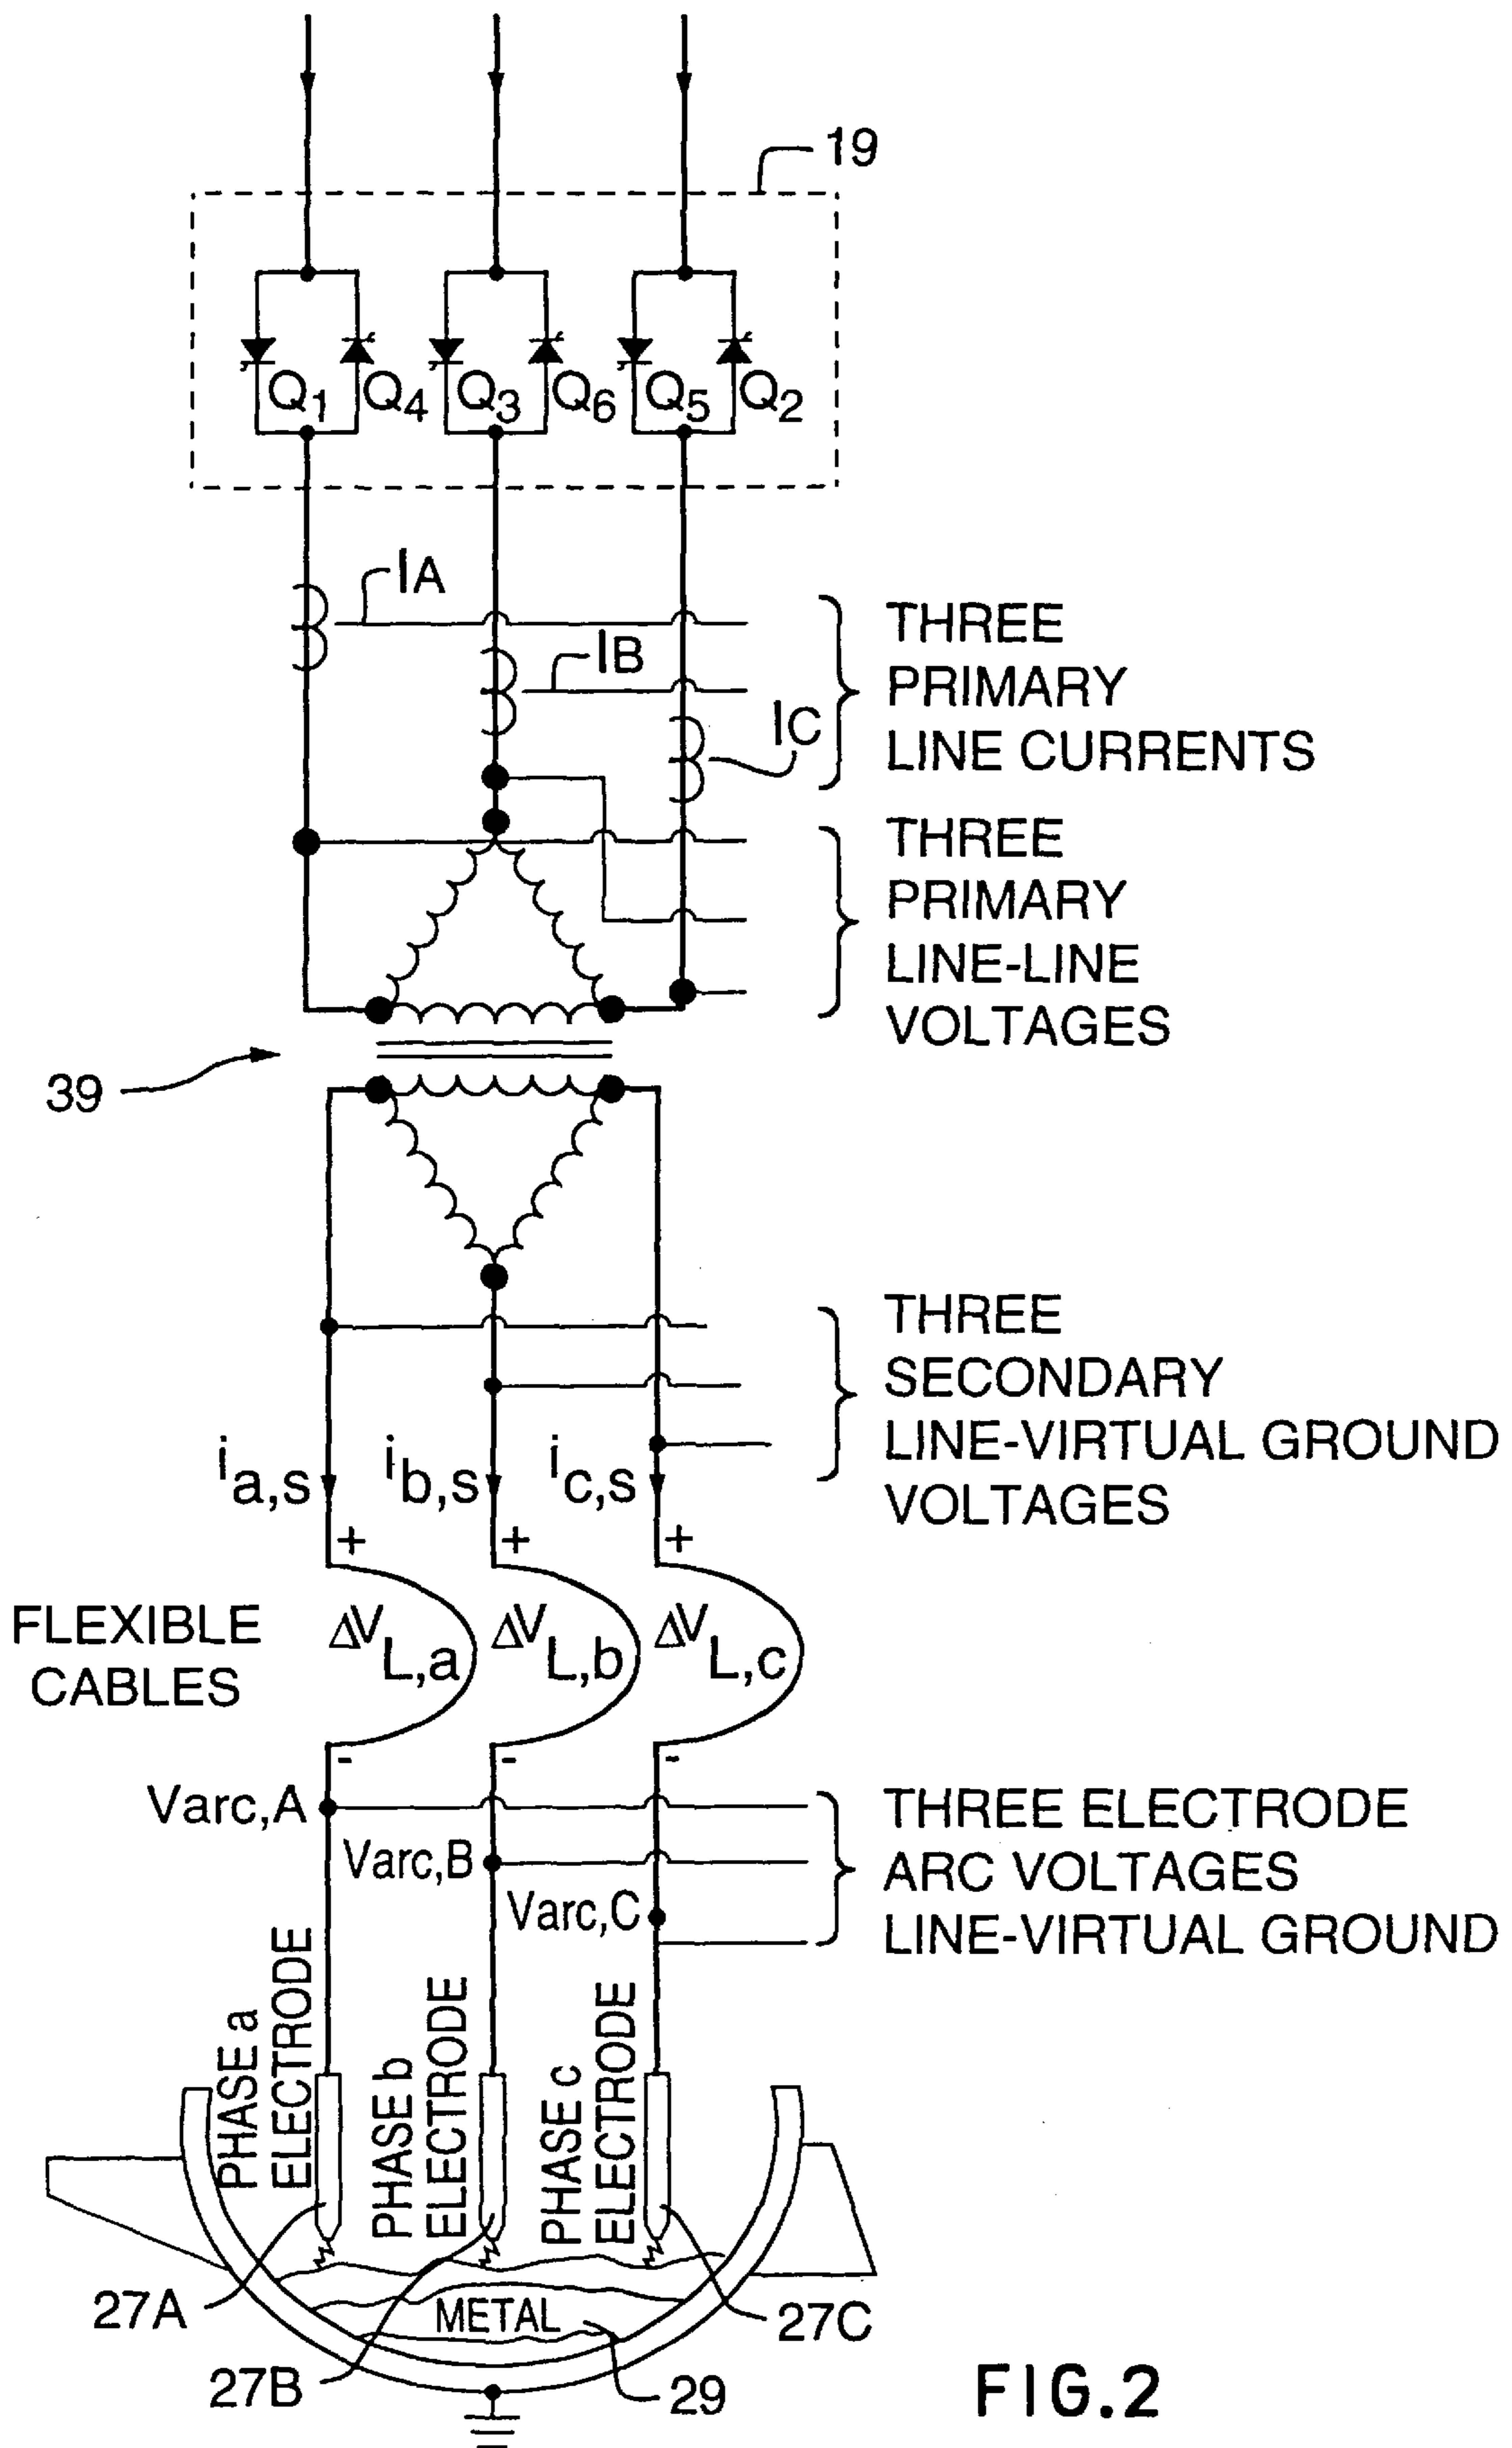 19
Q1 Q4 Q3 Q6 Q5 Q2
IA
IB
IC
THREE
PRIMARY
LINE CURRENTS
THREE
PRIMARY
LINE-LINE
VOLTAGES
39
THREE
SECONDARY
LINE-VIRTUAL GROUND
VOLTAGES
ia,s ib,s ic,s
+ + +
FLEXIBLE
CABLES
ΔVL,a ΔVL,b ΔVL,c
- - -
Varc,A
Varc,B
Varc,C
THREE ELECTRODE
ARC VOLTAGES
LINE-VIRTUAL GROUND
PHASE a
ELECTRODE
PHASE b
ELECTRODE
PHASE c
ELECTRODE
27A
METAL
27C
27B
29
FIG.2